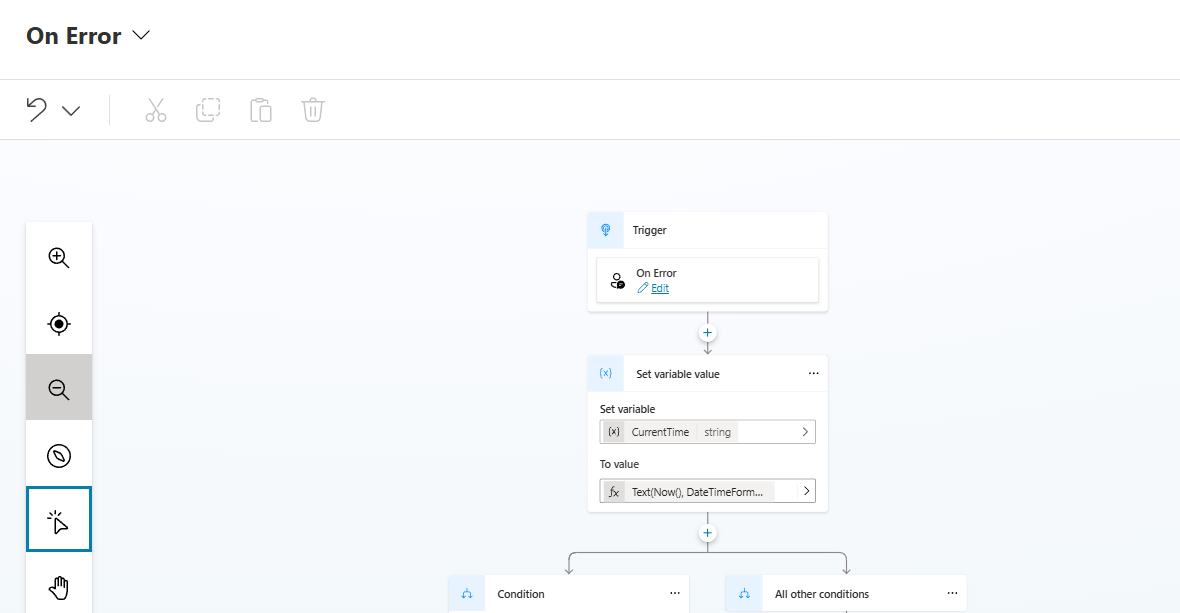 On Error
Trigger
On Error
Edit
Set variable value
...
Set variable
(x) CurrentTime string
To value
fx Text(Now(), DateTimeForm...
Condition
...
All other conditions
...